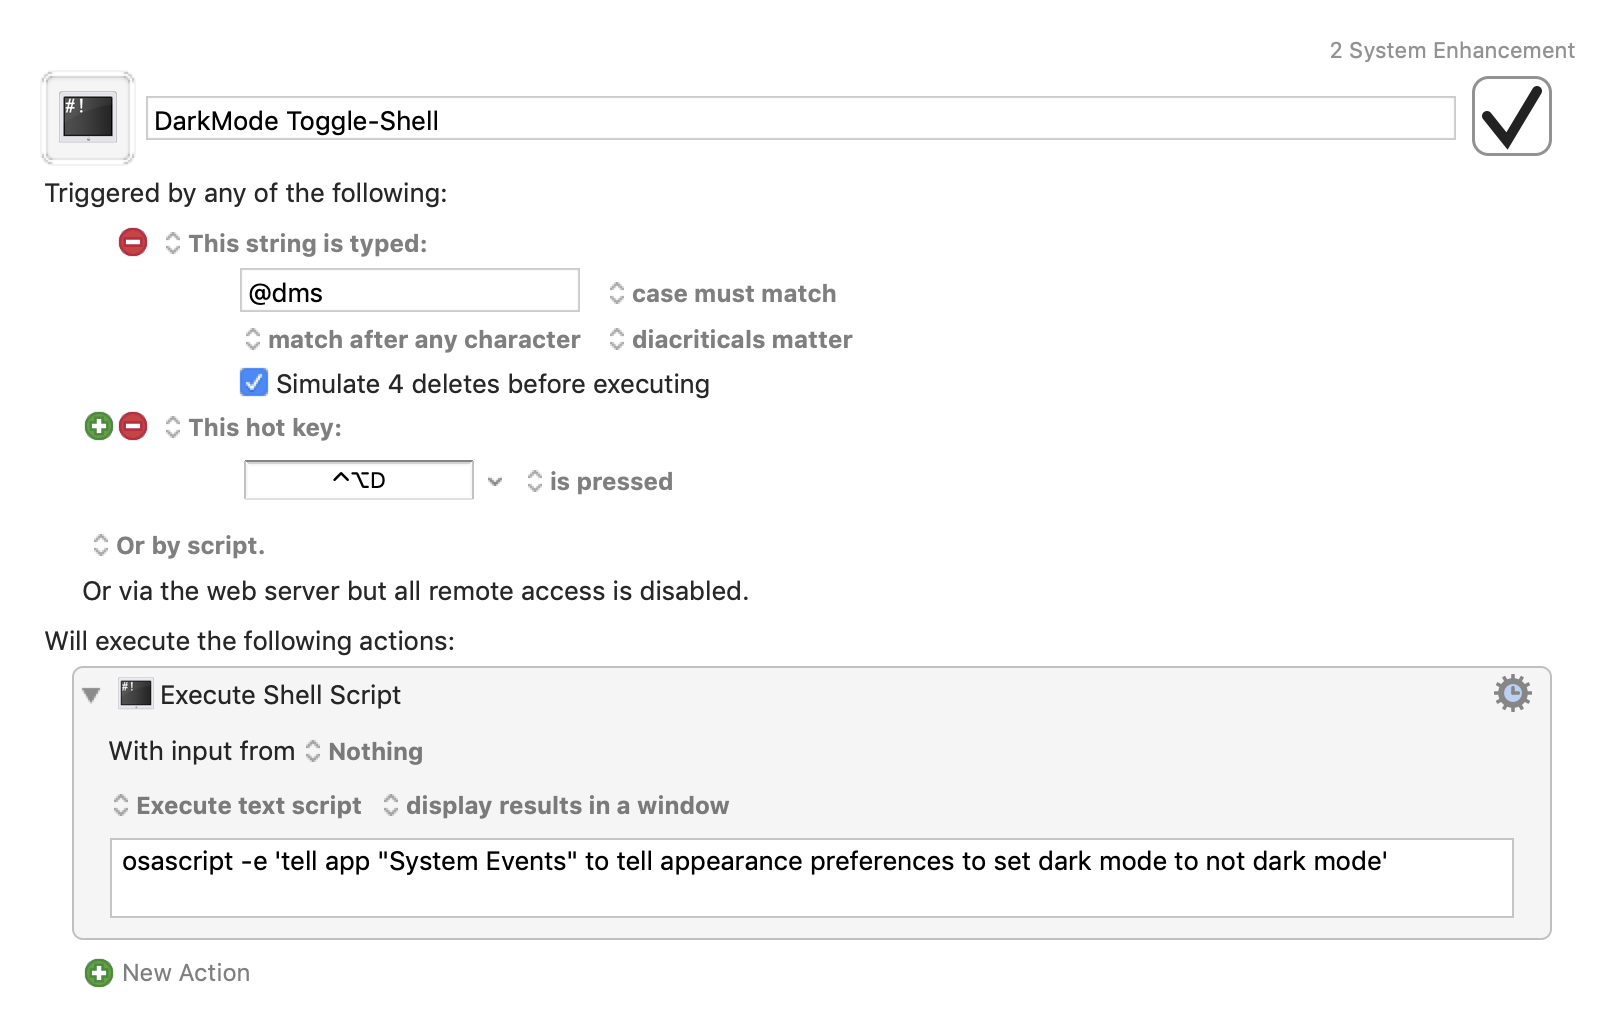 2 System Enhancement
#!
DarkMode Toggle-Shell
Triggered by any of the following:
This string is typed:
@dms
case must match
match after any character
diacriticals matter
Simulate 4 deletes before executing
This hot key:
^⌥D
is pressed
Or by script.
Or via the web server but all remote access is disabled.
Will execute the following actions:
#!
Execute Shell Script
With input from Nothing
Execute text script display results in a window
osascript -e 'tell app "System Events" to tell appearance preferences to set dark mode to not dark mode'
New Action